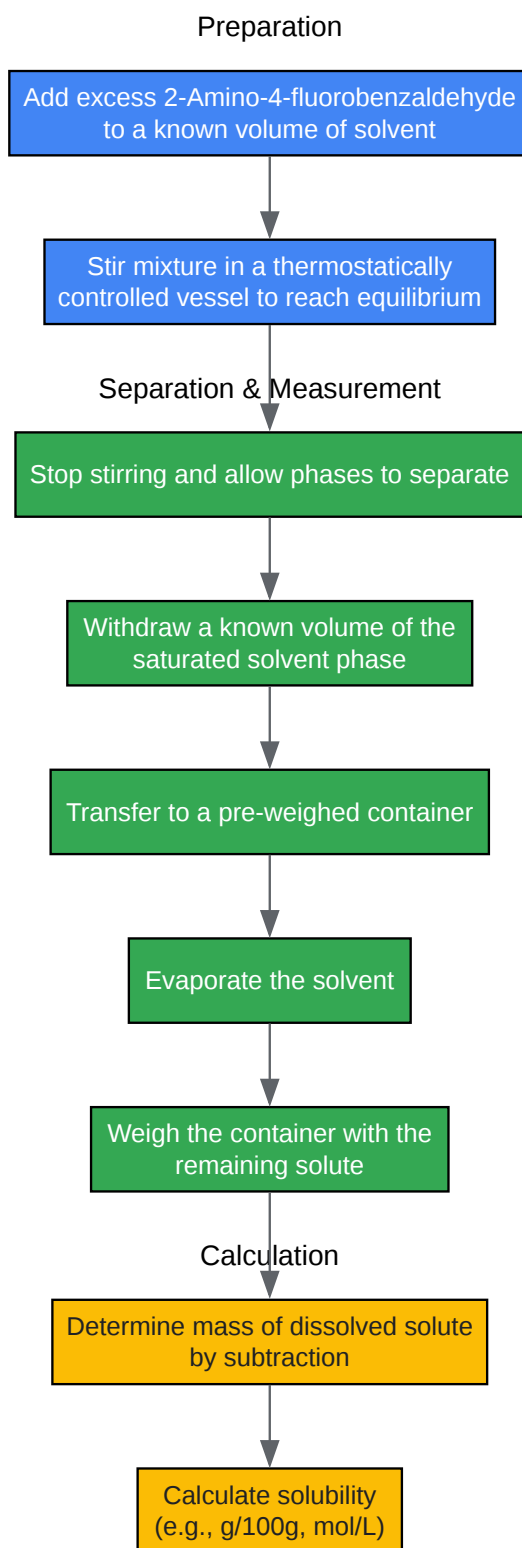 Preparation
Add excess 2-Amino-4-fluorobenzaldehyde
to a known volume of solvent
Stir mixture in a thermostatically
controlled vessel to reach equilibrium
Separation & Measurement
Stop stirring and allow phases to separate
Withdraw a known volume of the
saturated solvent phase
Transfer to a pre-weighed container
Evaporate the solvent
Weigh the container with the
remaining solute
Calculation
Determine mass of dissolved solute
by subtraction
Calculate solubility
(e.g., g/100g, mol/L)